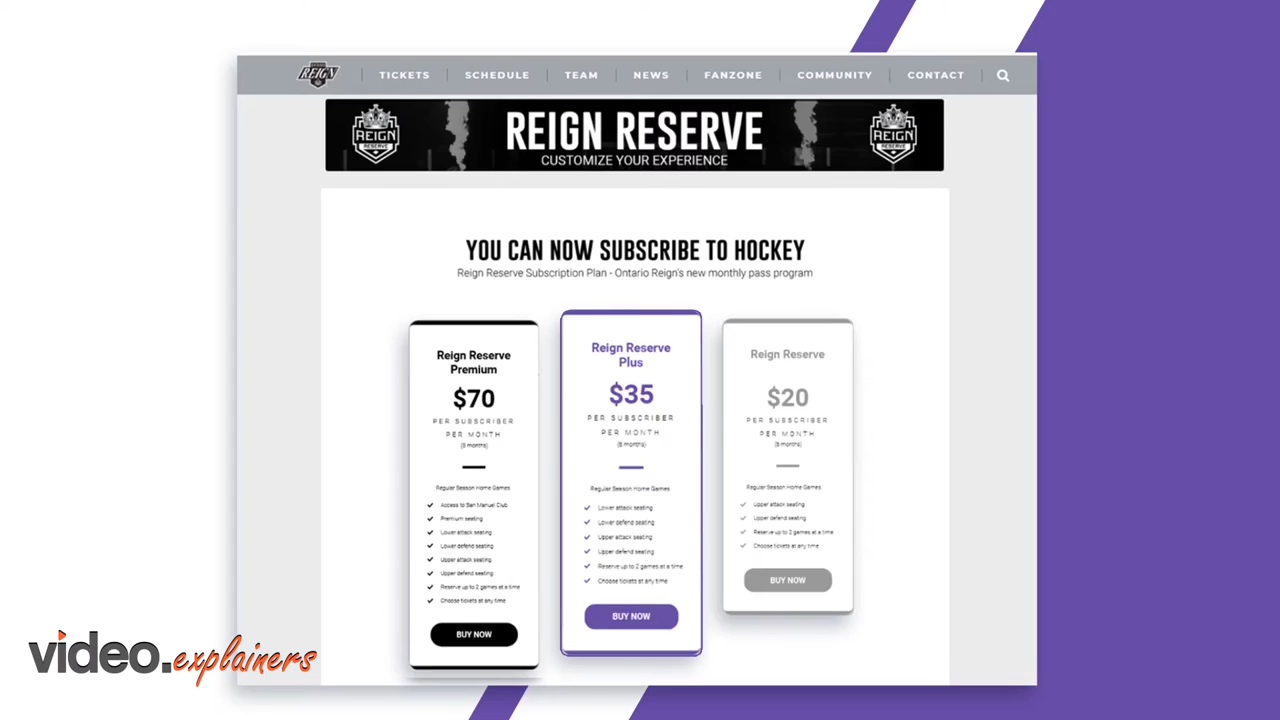 REIGN
TICKETS
SCHEDULE
TEAM
NEWS
FANZONE
COMMUNITY
CONTACT
REIGN
RESERVE
REIGN RESERVE
CUSTOMIZE YOUR EXPERIENCE
REIGN
RESERVE
YOU CAN NOW SUBSCRIBE TO HOCKEY
Reign Reserve Subscription Plan - Ontario Reign's new monthly pass program
Reign Reserve
Premium
$70
PER SUBSCRIBER
PER MONTH
Regular Season Home Games
Access to San Manuel Club
Premium seating
Lower attack seating
Lower defend seating
Upper attack seating
Upper defend seating
Reserve up to 2 games at a time
Choose tickets at any time
BUY NOW
Reign Reserve
Plus
$35
PER SUBSCRIBER
PER MONTH
Regular Season Home Games
Lower attack seating
Lower defend seating
Upper attack seating
Upper defend seating
Reserve up to 2 games at a time
Choose tickets at any time
BUY NOW
Reign Reserve
$20
PER SUBSCRIBER
PER MONTH
Regular Season Home Games
Upper attack seating
Upper defend seating
Reserve up to 2 games at a time
Choose tickets at any time
BUY NOW
video.explainers